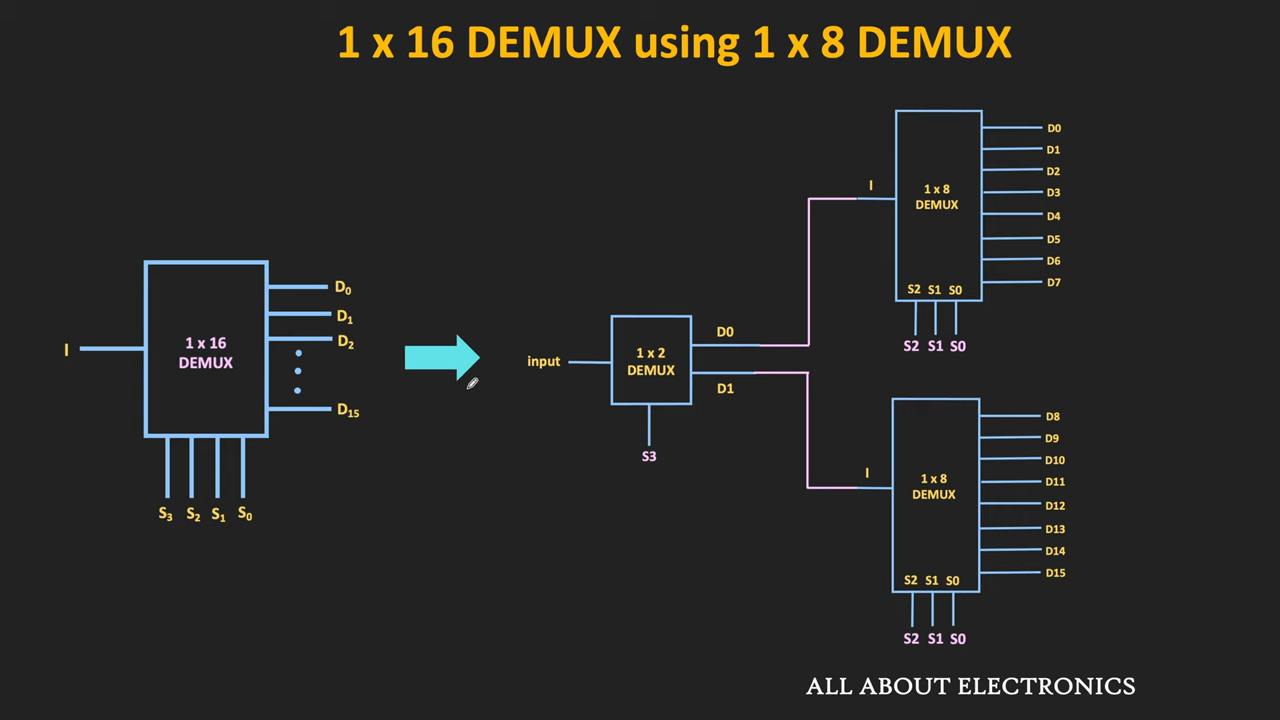 1 x 16 DEMUX using 1 x 8 DEMUX
I
1 x 16
DEMUX
D0
D1
D2
D15
S3 S2 S1 S0
input
1 x 2
DEMUX
D0
D1
S3
I
1 x 8
DEMUX
S2 S1 S0
S2 S1 S0
D0
D1
D2
D3
D4
D5
D6
D7
I
1 x 8
DEMUX
S2 S1 S0
S2 S1 S0
D8
D9
D10
D11
D12
D13
D14
D15
ALL ABOUT ELECTRONICS